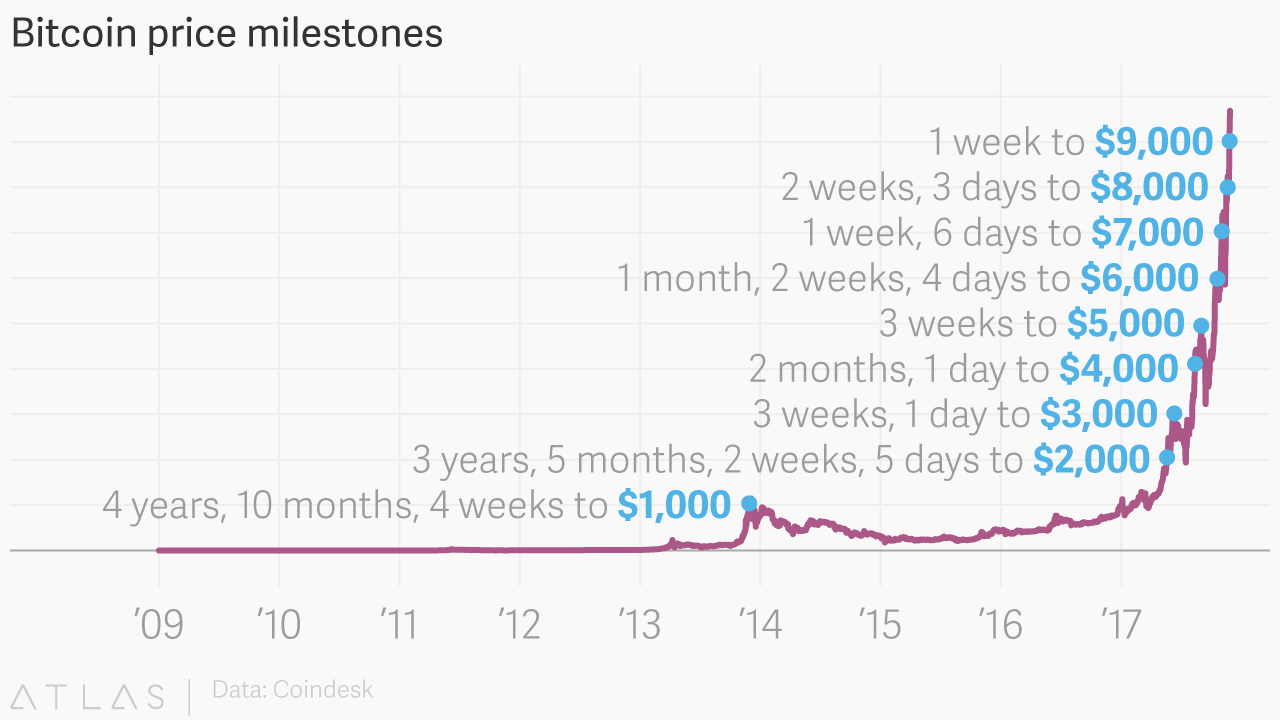 Bitcoin price milestones
1 week to $9,000
2 weeks, 3 days to $8,000
1 week, 6 days to $7,000
1 month, 2 weeks, 4 days to $6,000
3 weeks to $5,000
2 months, 1 day to $4,000
3 weeks, 1 day to $3,000
3 years, 5 months, 2 weeks, 5 days to $2,000
4 years, 10 months, 4 weeks to $1,000
’09 ’10 ’11 ’12 ’13 ’14 ’15 ’16 ’17
ATLAS | Data: Coindesk